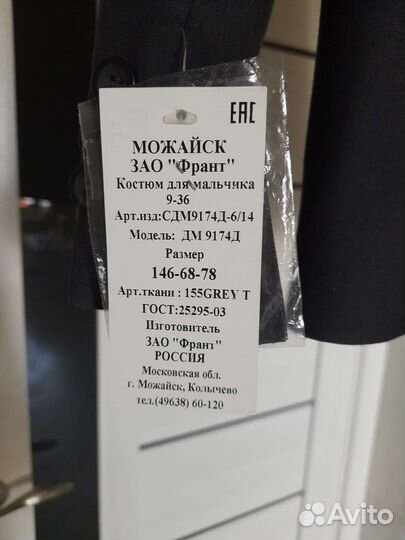 EAC
МОЖАЙСК
ЗАО "Франт"
Костюм для мальчика
9-36
Арт.изд:СДМ9174Д-6/14
Модель: ДМ 9174Д
Размер
146-68-78
Арт.ткани : 155GREY T
ГОСТ:25295-03
Изготовитель
ЗАО "Франт"
РОССИЯ
Московская обл.
г. Можайск, Колычево
тел.(49638) 60-120
Avito